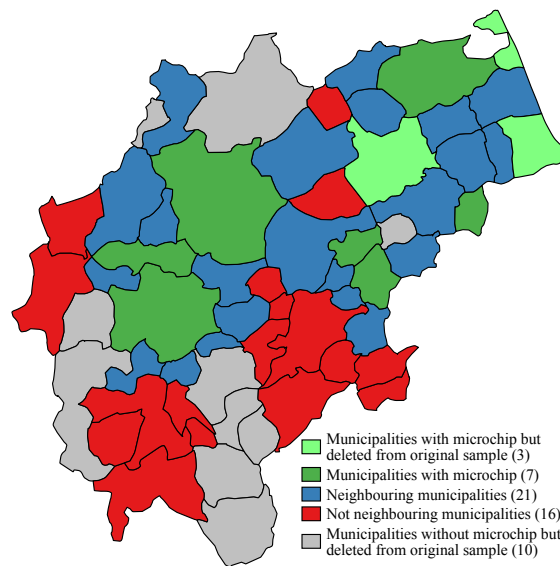 Municipalities with microchip but
deleted from original sample (3)
Municipalities with microchip (7)
Neighbouring municipalities (21)
Not neighbouring municipalities (16)
Municipalities without microchip but
deleted from original sample (10)